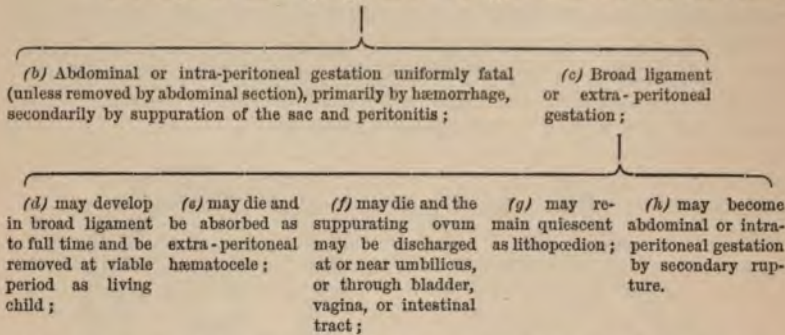 (b) Abdominal or intra-peritoneal gestation uniformly fatal
(unless removed by abdominal section), primarily by hæmorrhage,
secondarily by suppuration of the sac and peritonitis ;
(c) Broad ligament
or extra-peritoneal
gestation ;
(d) may develop
in broad ligament
to full time and be
removed at viable
period as living
child ;
(e) may die and
be absorbed as
extra-peritoneal
hæmatocele ;
(f) may die and the
suppurating ovum
may be discharged
at or near umbilicus,
or through bladder,
vagina, or intestinal
tract ;
(g) may re-
main quiescent
as lithopœdion ;
(h) may become
abdominal or intra-
peritoneal gestation
by secondary rup-
ture.